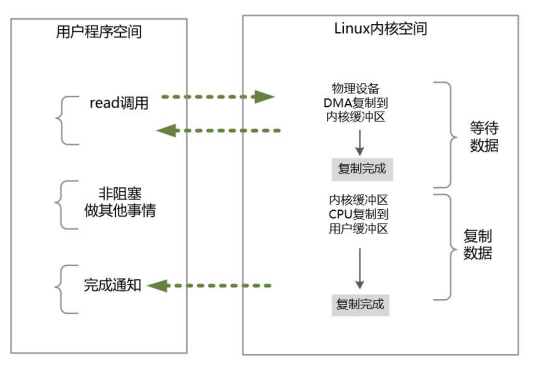 用户程序空间
read调用
非阻塞
做其他事情
完成通知
Linux内核空间
物理设备
DMA复制到
内核缓冲区
复制完成
等待
数据
内核缓冲区
CPU复制到
用户缓冲区
复制完成
复制
数据